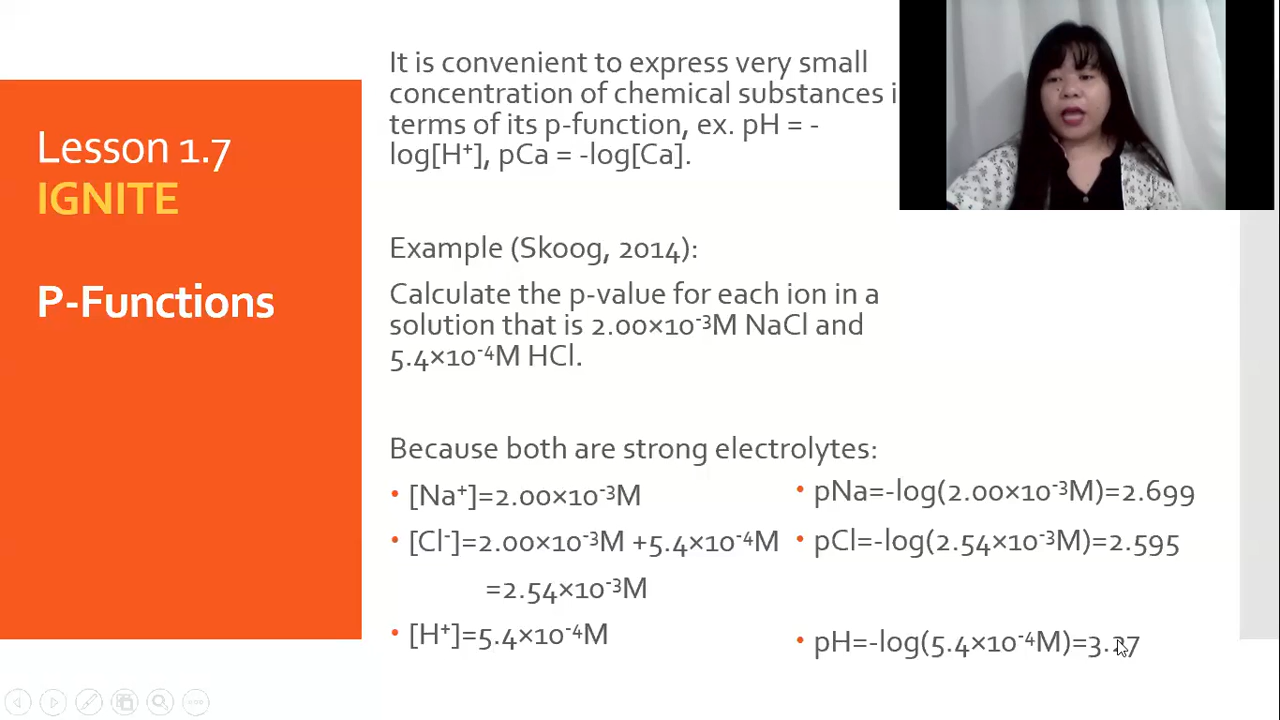 Lesson 1.7
IGNITE
P-Functions
It is convenient to express very small
concentration of chemical substances i
terms of its p-function, ex. pH = -
log[H⁺], pCa = -log[Ca].
Example (Skoog, 2014):
Calculate the p-value for each ion in a
solution that is 2.00×10⁻³M NaCl and
5.4×10⁻⁴M HCl.
Because both are strong electrolytes:
• [Na⁺]=2.00×10⁻³M
• [Cl⁻]=2.00×10⁻³M +5.4×10⁻⁴M
=2.54×10⁻³M
• [H⁺]=5.4×10⁻⁴M
• pNa=-log(2.00×10⁻³M)=2.699
• pCl=-log(2.54×10⁻³M)=2.595
• pH=-log(5.4×10⁻⁴M)=3.27